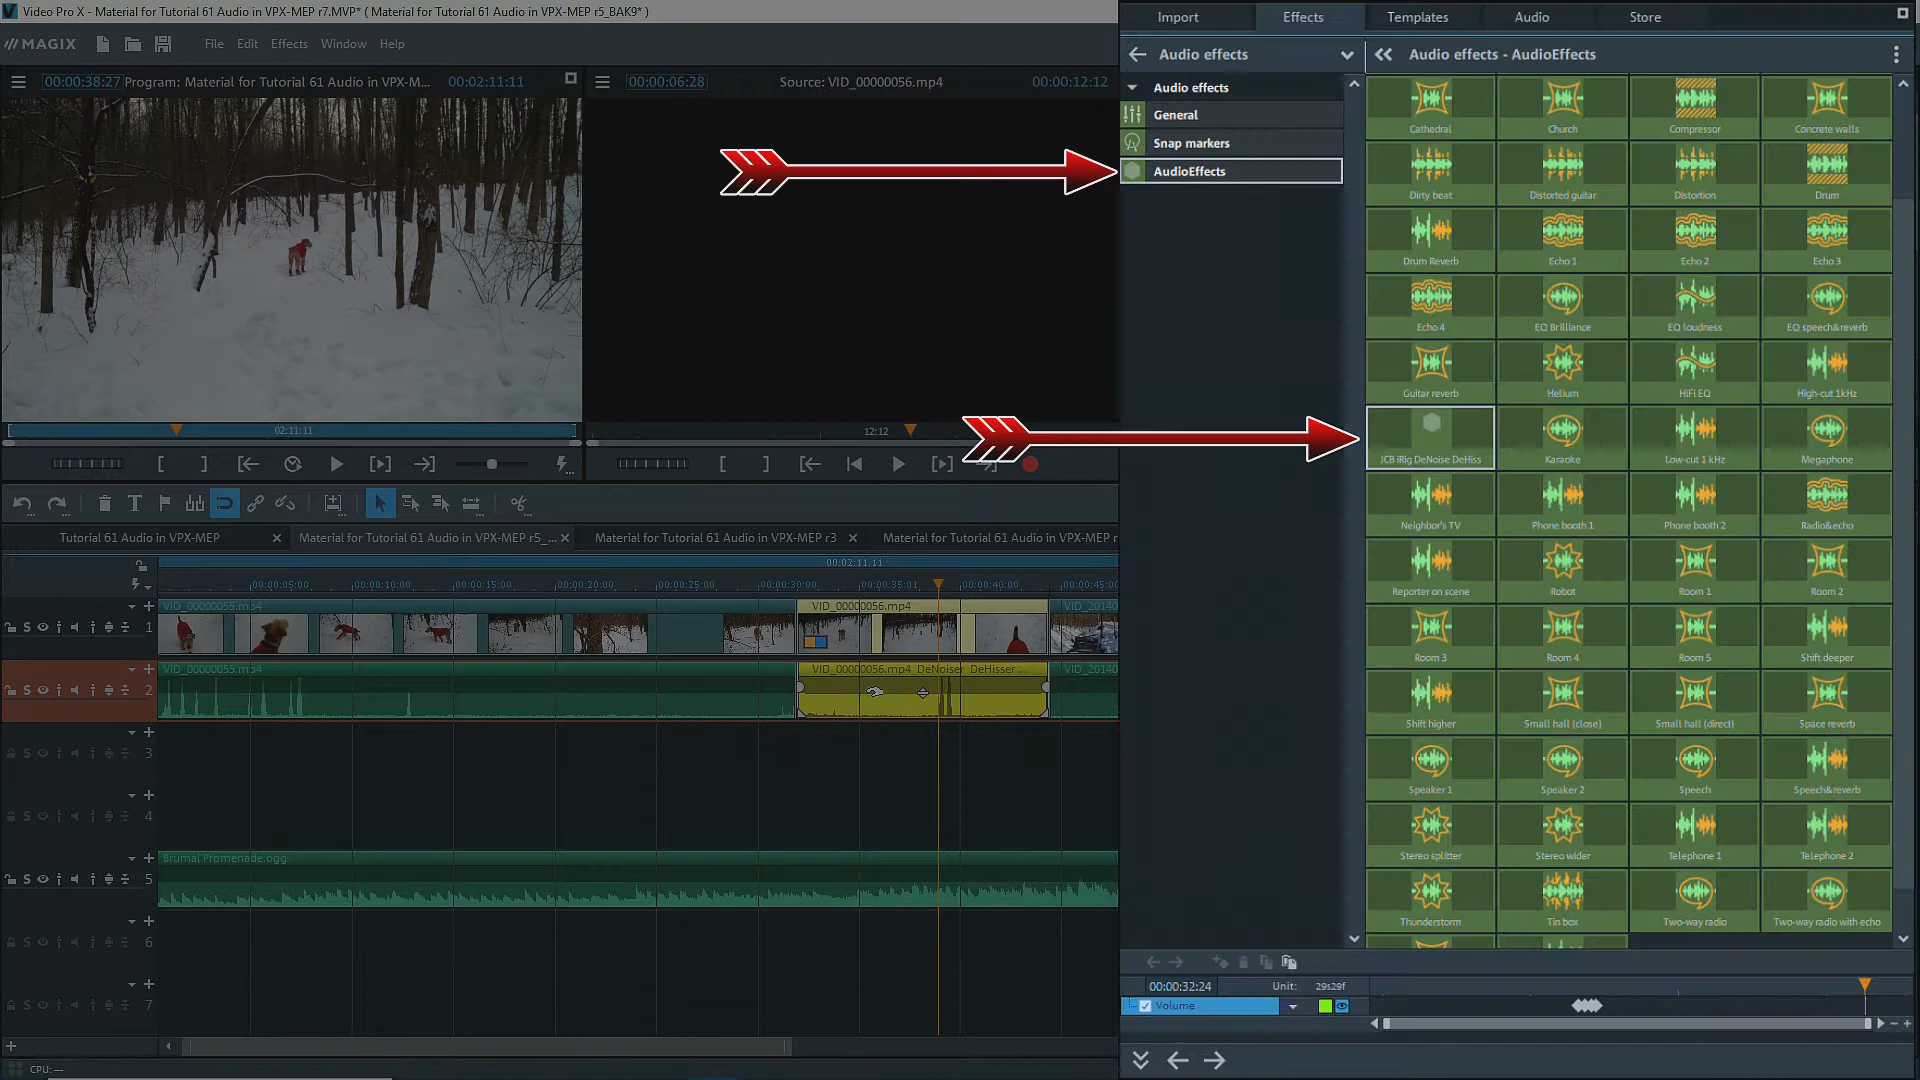 Video Pro X - Material for Tutorial 61 Audio in VPX-MEP r7.MVP* ( Material for Tutorial 61 Audio in VPX-MEP r5_BAK9* )
MAGIX
File Edit Effects Window Help
00:00:38:27 Program: Material for Tutorial 61 Audio in VPX-M... 00:02:11:11
00:00:06:28 Source: VID_00000056.mp4 00:00:12:12
02:11:11
12:12
Tutorial 61 Audio in VPX-MEP
Material for Tutorial 61 Audio in VPX-MEP r5_...
Material for Tutorial 61 Audio in VPX-MEP r3
Material for Tutorial 61 Audio in VPX-MEP r
00:02:11:11
00:00:05:00 00:00:10:00 00:00:15:00 00:00:20:00 00:00:25:00 00:00:30:00 00:00:35:01 00:00:40:00 00:00:45:0
VID_00000055.mp4 VID_00000056.mp4 VID_20140
S 1
VID_00000055.mp4 VID_00000056.mp4 DeNoiser DeHisser... VID_20140
S 2
S 3
S 4
Brumal Promenade.ogg
S 5
S 6
S 7
CPU: —
Import Effects Templates Audio Store
Audio effects
Audio effects
General
Snap markers
AudioEffects
Audio effects - AudioEffects
Cathedral Church Compressor Concrete walls
Dirty beat Distorted guitar Distortion Drum
Drum Reverb Echo 1 Echo 2 Echo 3
Echo 4 EQ Brilliance EQ loudness EQ speech&reverb
Guitar reverb Helium HiFi EQ High-cut 1kHz
JCB iRig DeNoise DeHiss Karaoke Low-cut 1 kHz Megaphone
Neighbor's TV Phone booth 1 Phone booth 2 Radio&echo
Reporter on scene Robot Room 1 Room 2
Room 3 Room 4 Room 5 Shift deeper
Shift higher Small hall (close) Small hall (direct) Space reverb
Speaker 1 Speaker 2 Speech Speech&reverb
Stereo splitter Stereo wider Telephone 1 Telephone 2
Thunderstorm Tin box Two-way radio Two-way radio with echo
00:00:32:24 Unit: 29s29f
Volume